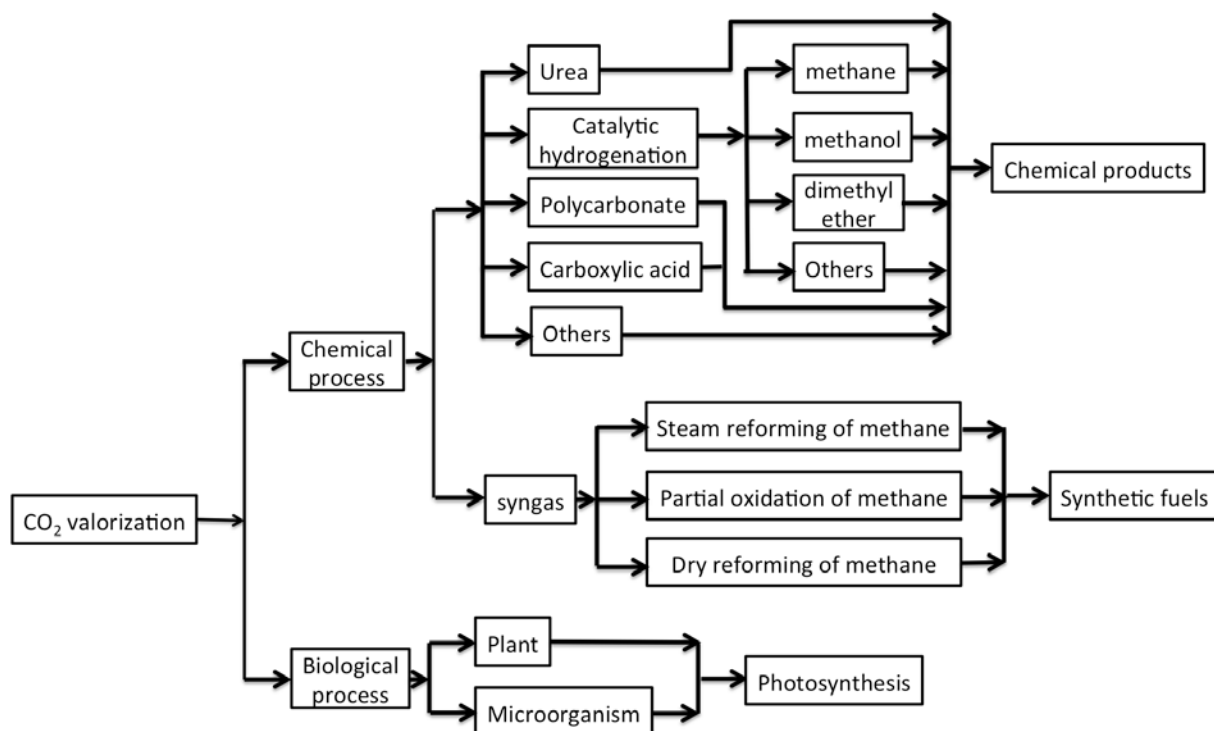 Urea
methane
Catalytic
hydrogenation
methanol
Chemical products
Polycarbonate
dimethyl
ether
Carboxylic acid
Others
Others
Chemical
process
Steam reforming of methane
syngas
Partial oxidation of methane
Synthetic fuels
CO₂ valorization
Dry reforming of methane
Plant
Biological
process
Photosynthesis
Microorganism